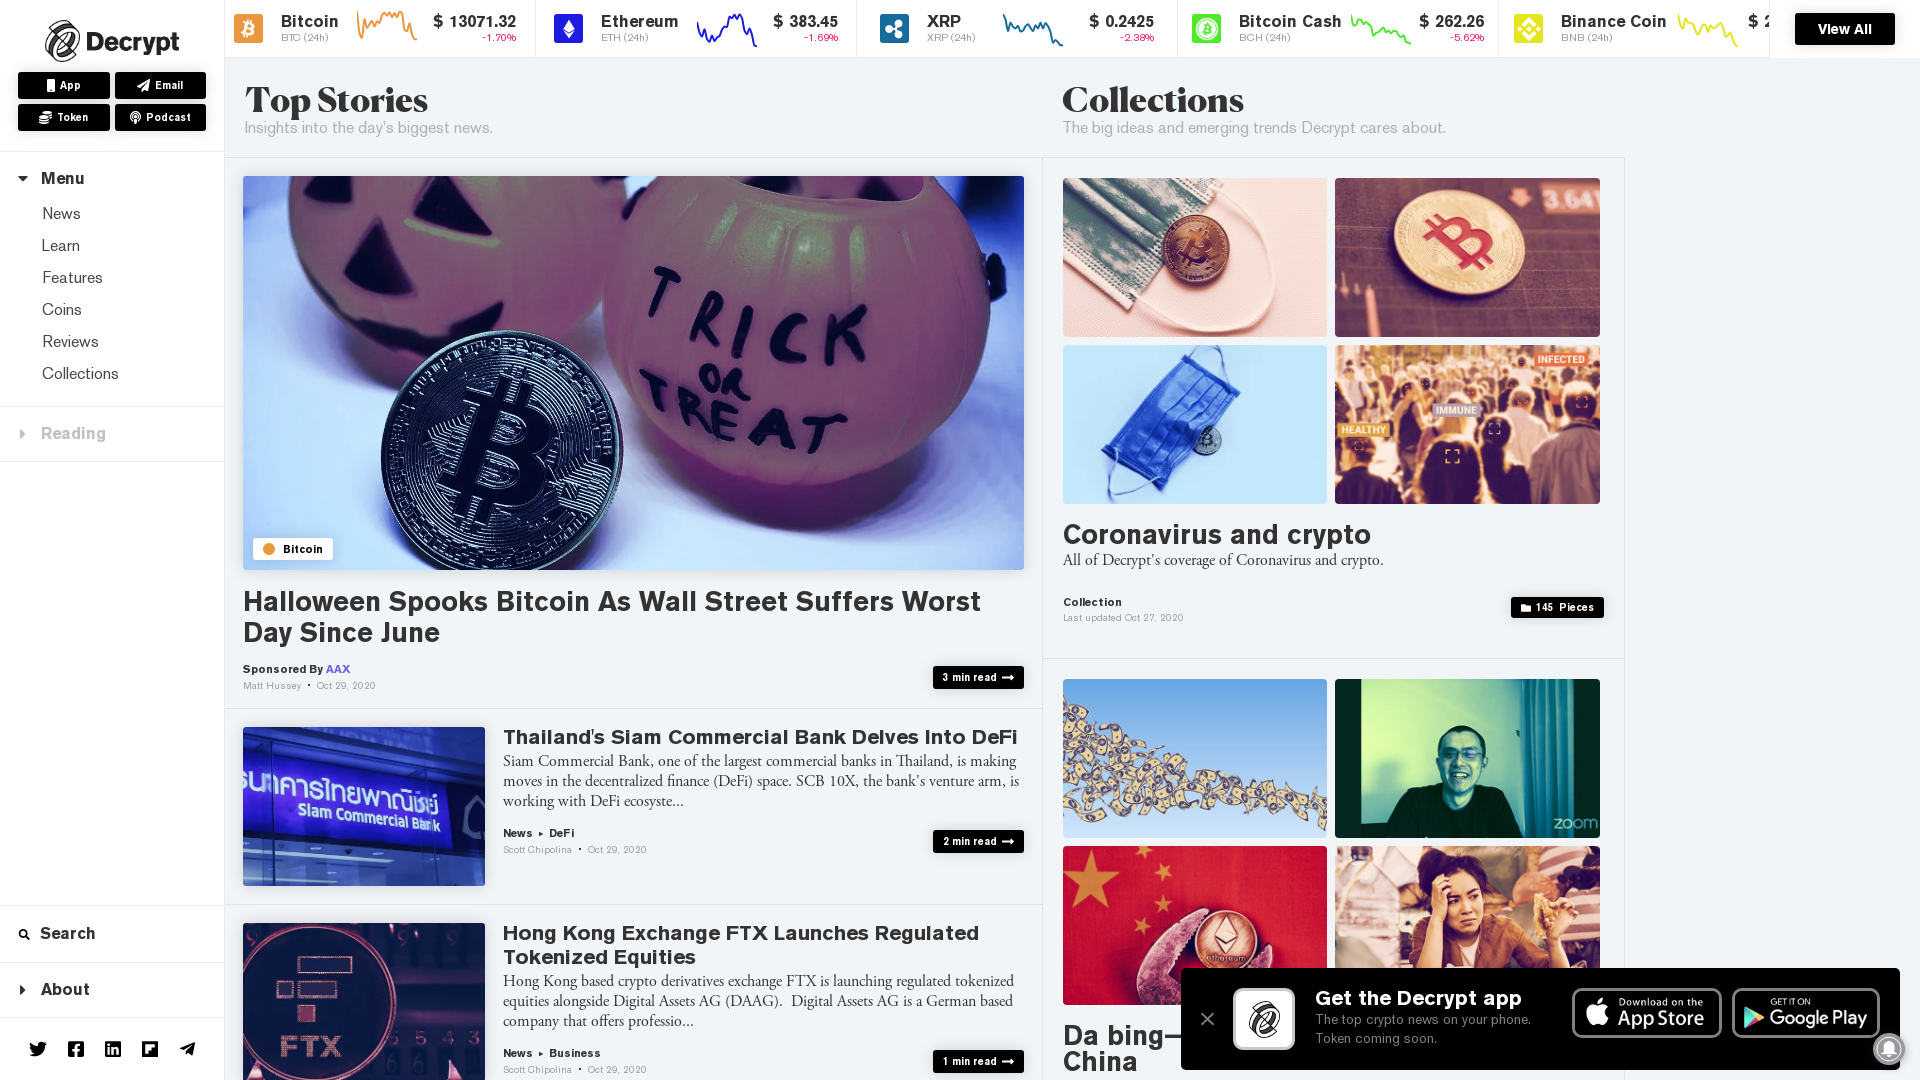 Decrypt
App
Email
Token
Podcast
Menu
News
Learn
Features
Coins
Reviews
Collections
Reading
Search
About
Bitcoin
BTC (24h)
$ 13071.32
-1.70%
Ethereum
ETH (24h)
$ 383.45
-1.69%
XRP
XRP (24h)
$ 0.2425
-2.38%
Bitcoin Cash
BCH (24h)
$ 262.26
-5.62%
Binance Coin
BNB (24h)
View All
Top Stories
Insights into the day's biggest news.
TRICK
OR
TREAT
Bitcoin
Halloween Spooks Bitcoin As Wall Street Suffers Worst
Day Since June
Sponsored By AAX
Matt Hussey • Oct 29, 2020
3 min read
Siam Commercial Bank
Thailand's Siam Commercial Bank Delves Into DeFi
Siam Commercial Bank, one of the largest commercial banks in Thailand, is making
moves in the decentralized finance (DeFi) space. SCB 10X, the bank's venture arm, is
working with DeFi ecosyste...
News ▸ DeFi
Scott Chipolina • Oct 29, 2020
2 min read
FTX
Hong Kong Exchange FTX Launches Regulated
Tokenized Equities
Hong Kong based crypto derivatives exchange FTX is launching regulated tokenized
equities alongside Digital Assets AG (DAAG). Digital Assets AG is a German based
company that offers professio...
News ▸ Business
Scott Chipolina • Oct 29, 2020
1 min read
Collections
The big ideas and emerging trends Decrypt cares about.
3.64
INFECTED
IMMUNE
HEALTHY
Coronavirus and crypto
All of Decrypt's coverage of Coronavirus and crypto.
Collection
Last updated Oct 27, 2020
145 Pieces
zoom
ethereum
Da bing—
China
Get the Decrypt app
The top crypto news on your phone.
Token coming soon.
Download on the
App Store
GET IT ON
Google Play